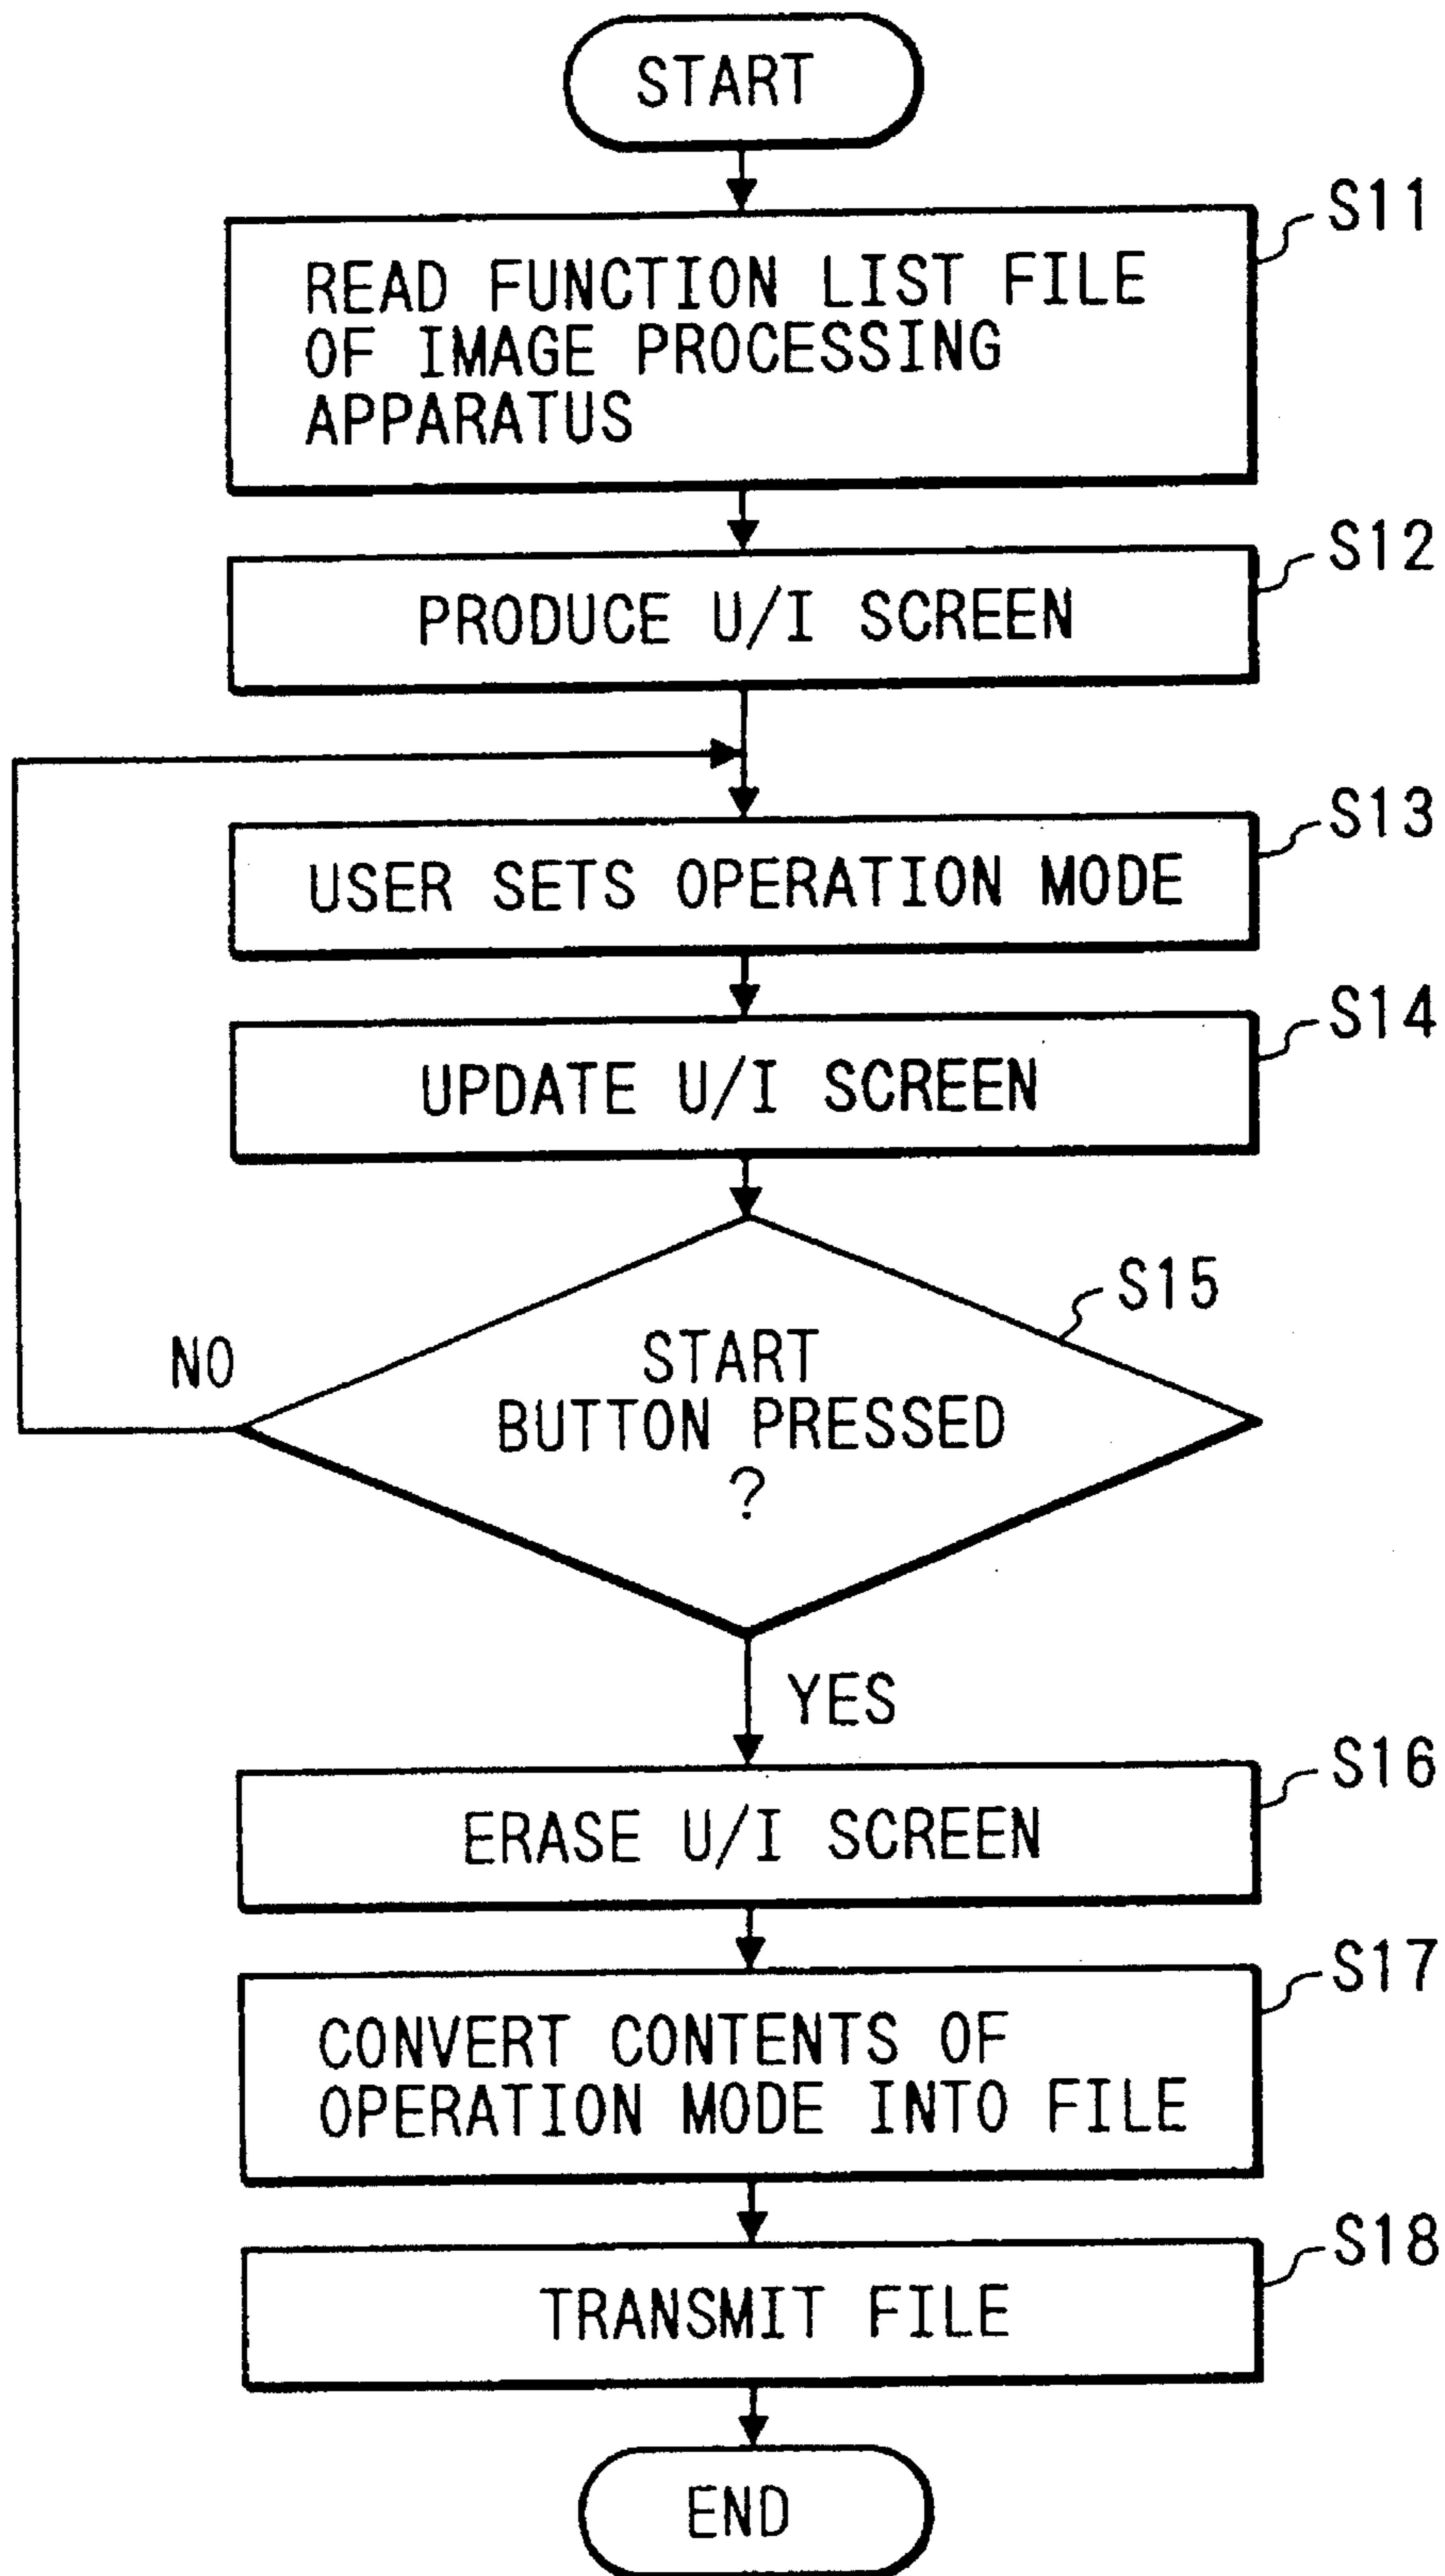 START
S11
READ FUNCTION LIST FILE
OF IMAGE PROCESSING
APPARATUS
S12
PRODUCE U/I SCREEN
S13
USER SETS OPERATION MODE
S14
UPDATE U/I SCREEN
S15
NO
START
BUTTON PRESSED
?
YES
S16
ERASE U/I SCREEN
S17
CONVERT CONTENTS OF
OPERATION MODE INTO FILE
S18
TRANSMIT FILE
END